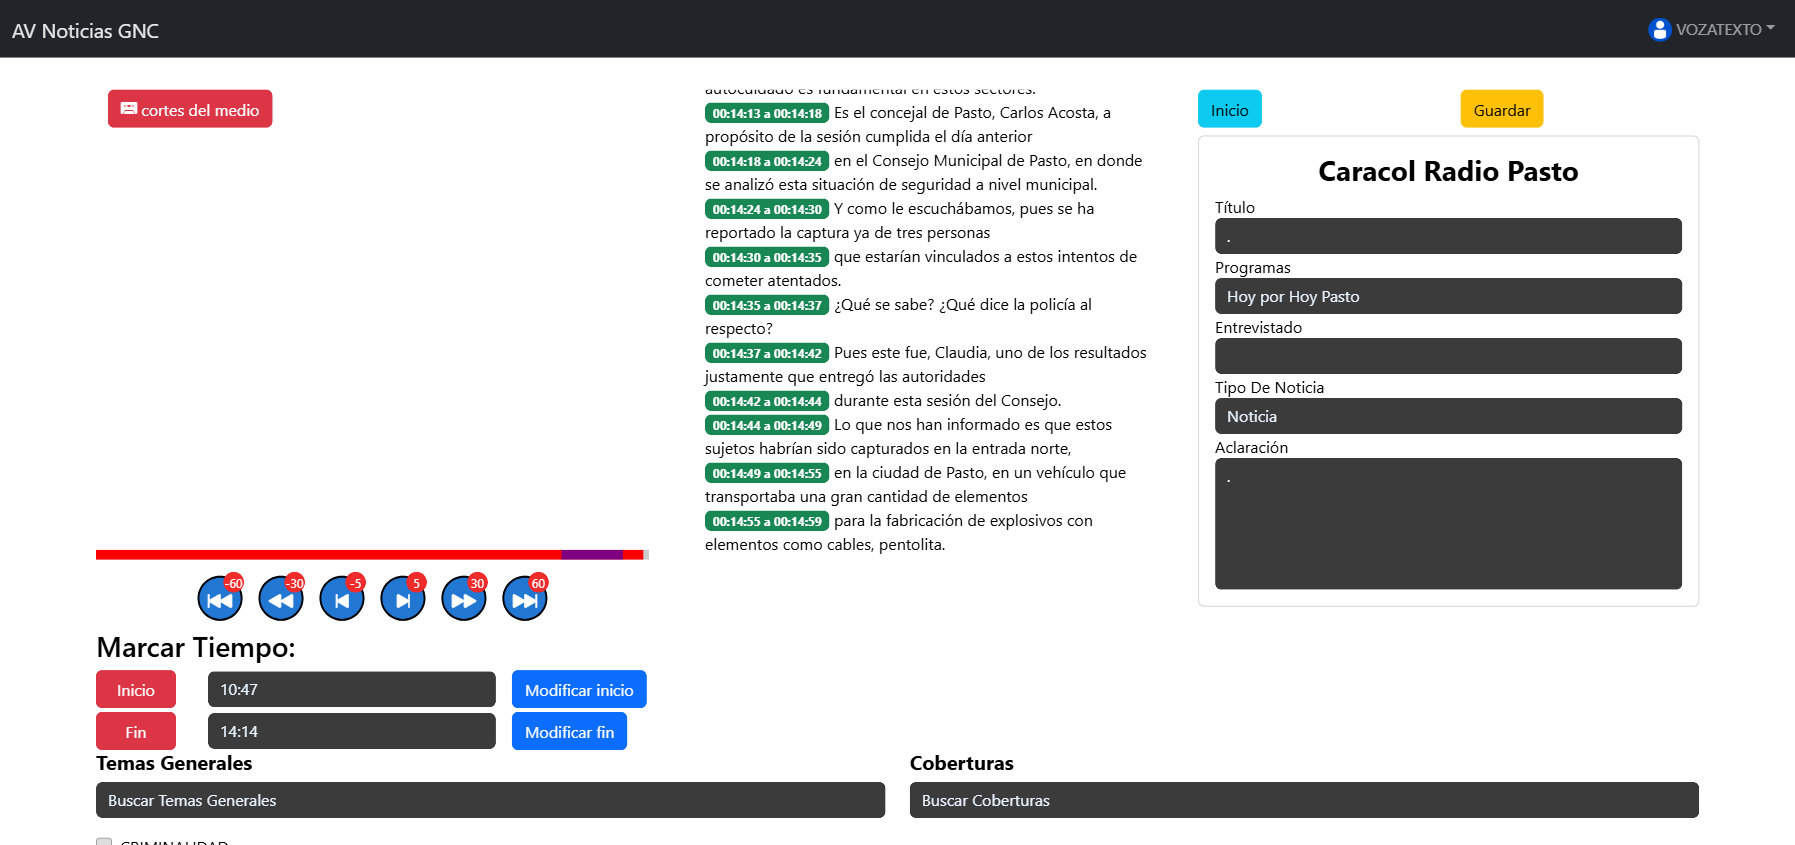 AV Noticias GNC
VOZATEXTO
cortes del medio
-60
-30
-5
5
30
60
Marcar Tiempo:
Inicio
10:47
Modificar inicio
Fin
14:14
Modificar fin
autocuidado es fundamental en estos sectores.
00:14:13 a 00:14:18 Es el concejal de Pasto, Carlos Acosta, a
propósito de la sesión cumplida el día anterior
00:14:18 a 00:14:24 en el Consejo Municipal de Pasto, en donde
se analizó esta situación de seguridad a nivel municipal.
00:14:24 a 00:14:30 Y como le escuchábamos, pues se ha
reportado la captura ya de tres personas
00:14:30 a 00:14:35 que estarían vinculados a estos intentos de
cometer atentados.
00:14:35 a 00:14:37 ¿Qué se sabe? ¿Qué dice la policía al
respecto?
00:14:37 a 00:14:42 Pues este fue, Claudia, uno de los resultados
justamente que entregó las autoridades
00:14:42 a 00:14:44 durante esta sesión del Consejo.
00:14:44 a 00:14:49 Lo que nos han informado es que estos
sujetos habrían sido capturados en la entrada norte,
00:14:49 a 00:14:55 en la ciudad de Pasto, en un vehículo que
transportaba una gran cantidad de elementos
00:14:55 a 00:14:59 para la fabricación de explosivos con
elementos como cables, pentolita.
Inicio
Guardar
Caracol Radio Pasto
Título
.
Programas
Hoy por Hoy Pasto
Entrevistado
Tipo De Noticia
Noticia
Aclaración
.
Temas Generales
Buscar Temas Generales
CRIMINALIDAD
Coberturas
Buscar Coberturas